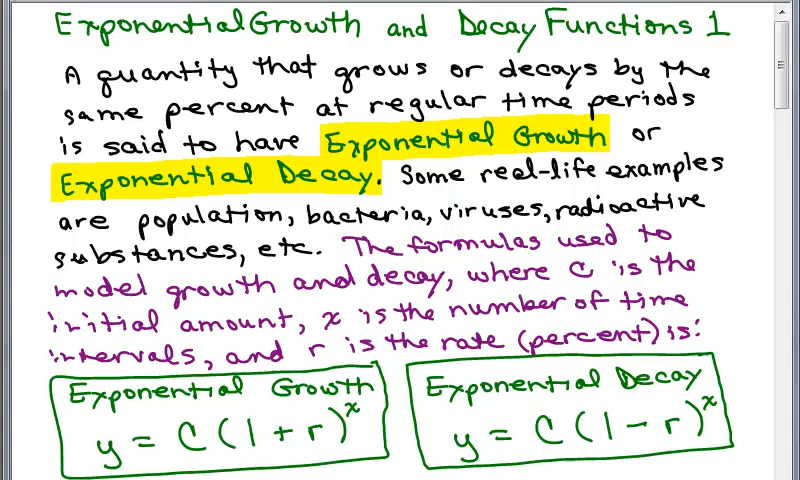 Exponential Growth and Decay Functions 1
A quantity that grows or decays by the
same percent at regular time periods
is said to have Exponential Growth or
Exponential Decay. Some real-life examples
are population, bacteria, viruses, radioactive
substances, etc. The formulas used to
model growth and decay, where C is the
initial amount, x is the number of time
intervals, and r is the rate (percent) is:
Exponential Growth
y = C(1 + r)^x
Exponential Decay
y = C(1 - r)^x